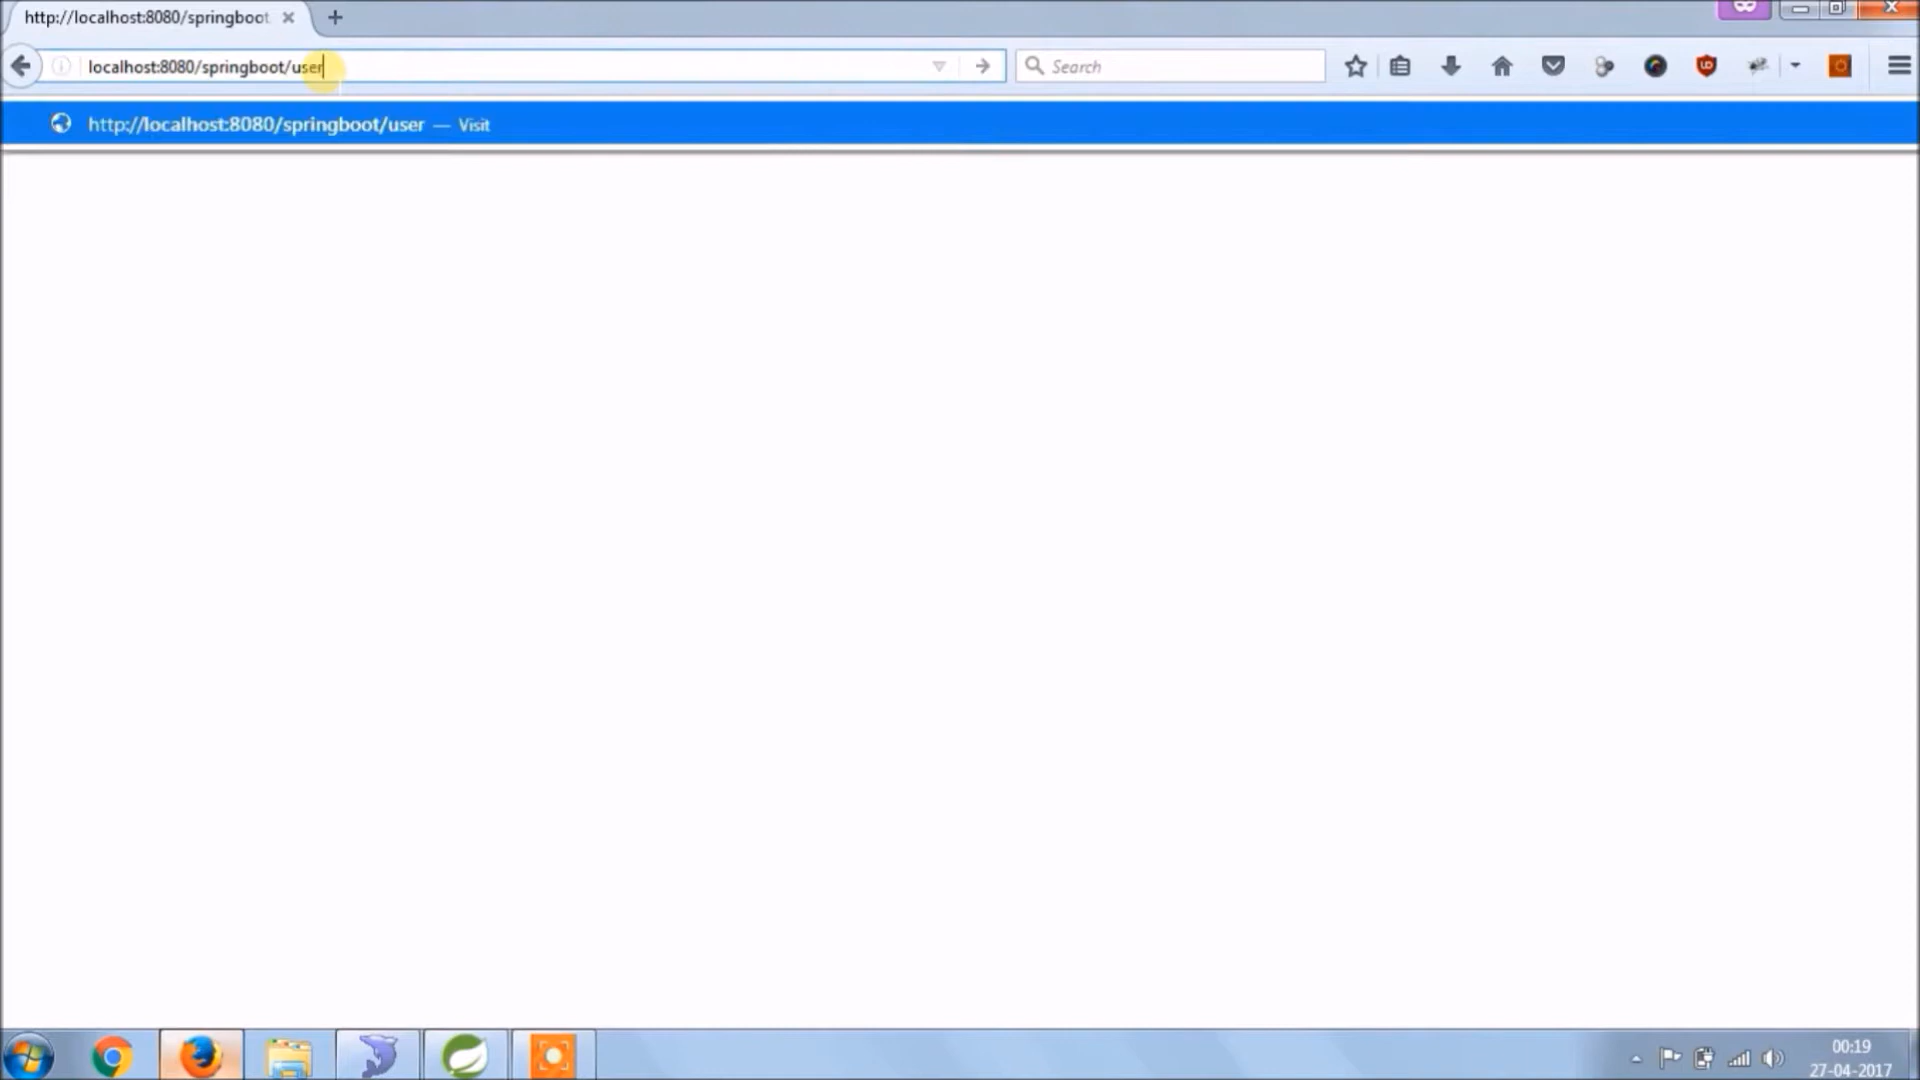 http://localhost:8080/springboot
localhost:8080/springboot/user
Search
http://localhost:8080/springboot/user — Visit
00:19
27-04-2017